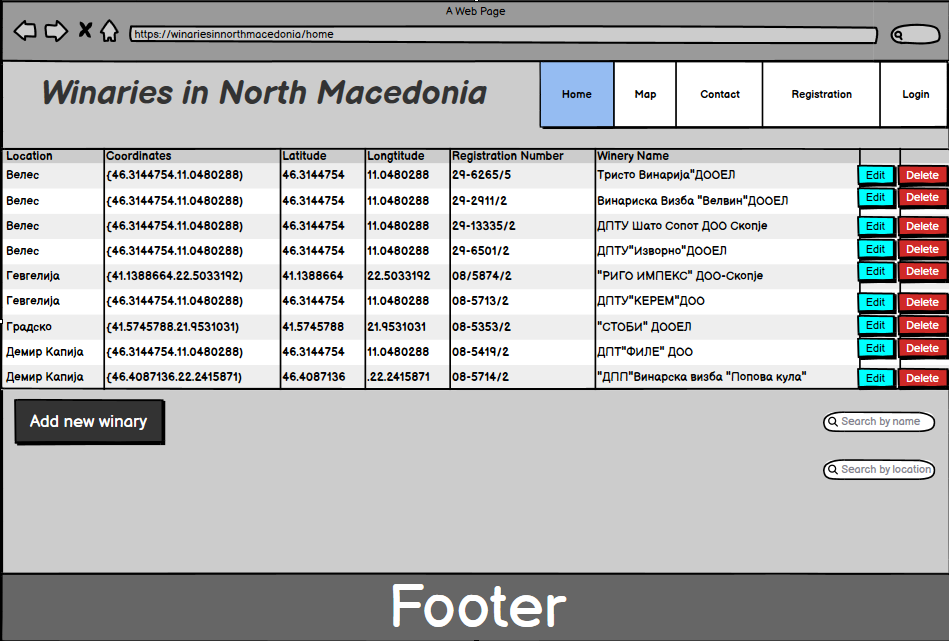 A Web Page
https://winariesinnorthmacedonia/home
Winaries in North Macedonia
Home Map Contact Registration Login
Location Coordinates Latitude Longtitude Registration Number Winery Name
Велес {46.3144754.11.0480288) 46.3144754 11.0480288 29-6265/5 Тристо Винарија"ДООЕЛ Edit Delete
Велес {46.3144754.11.0480288) 46.3144754 11.0480288 29-2911/2 Винариска Визба "Велвин"ДООЕЛ Edit Delete
Велес {46.3144754.11.0480288) 46.3144754 11.0480288 29-13335/2 ДПТУ Шато Сопот ДОО Скопје Edit Delete
Велес {46.3144754.11.0480288) 46.3144754 11.0480288 29-6501/2 ДПТУ"Изворно"ДООЕЛ Edit Delete
Гевгелија {41.1388664.22.5033192) 41.1388664 22.5033192 08/5874/2 "РИГО ИМПЕКС" ДОО-Скопје Edit Delete
Гевгелија {46.3144754.11.0480288) 46.3144754 11.0480288 08-5713/2 ДПТУ"КЕРЕМ"ДОО Edit Delete
Градско {41.5745788.21.9531031) 41.5745788 21.9531031 08-5353/2 "СТОБИ" ДООЕЛ Edit Delete
Демир Капија {46.3144754.11.0480288) 46.3144754 11.0480288 08-5419/2 ДПТ"ФИЛЕ" ДОО Edit Delete
Демир Капија {46.4087136.22.2415871) 46.4087136 .22.2415871 08-5714/2 "ДПП"Винарска визба "Попова кула" Edit Delete
Add new winary
Search by name
Search by location
Footer